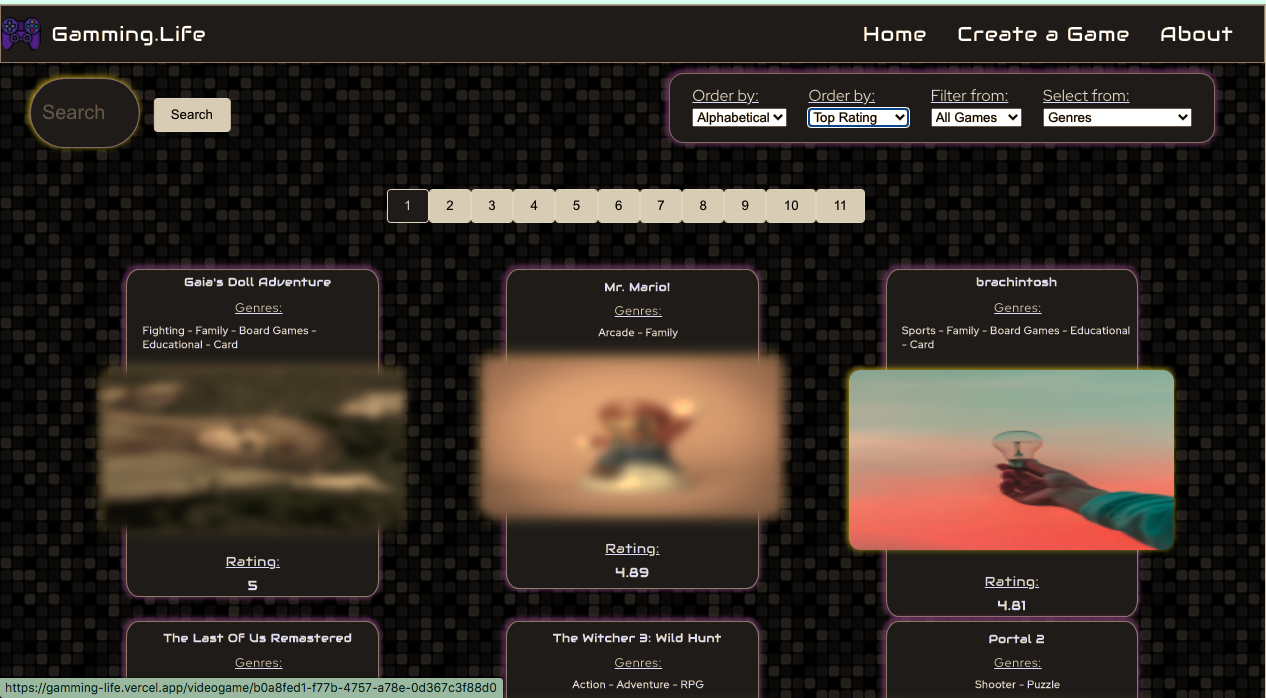 Gamming.Life
Home Create a Game About
Search Search
Order by: Order by: Filter from: Select from:
Alphabetical Top Rating All Games Genres
1 2 3 4 5 6 7 8 9 10 11
Gaia's Doll Adventure
Genres:
Fighting - Family - Board Games -
Educational - Card
Rating:
5
Mr. Mario!
Genres:
Arcade - Family
Rating:
4.89
brachintosh
Genres:
Sports - Family - Board Games - Educational
- Card
Rating:
4.81
The Last Of Us Remastered
Genres:
The Witcher 3: Wild Hunt
Genres:
Action - Adventure - RPG
Portal 2
Genres:
Shooter - Puzzle
https://gamming-life.vercel.app/videogame/b0a8fed1-f77b-4757-a78e-0d367c3f88d0